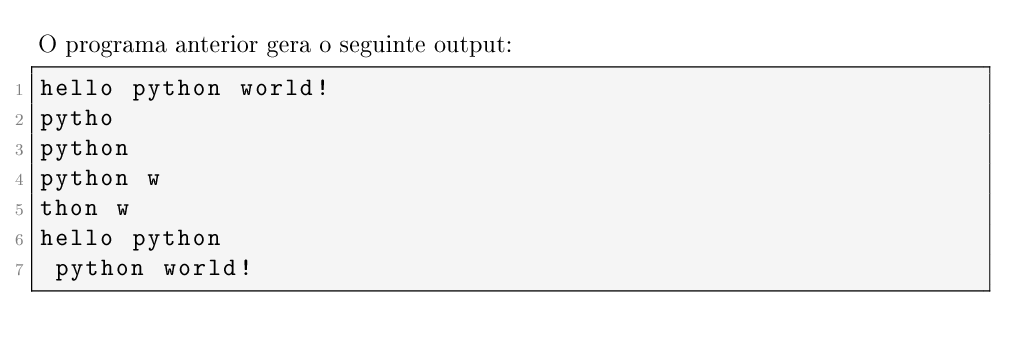 O programa anterior gera o seguinte output:
1 hello python world!
2 pytho
3 python
4 python w
5 thon w
6 hello python
7  python world!